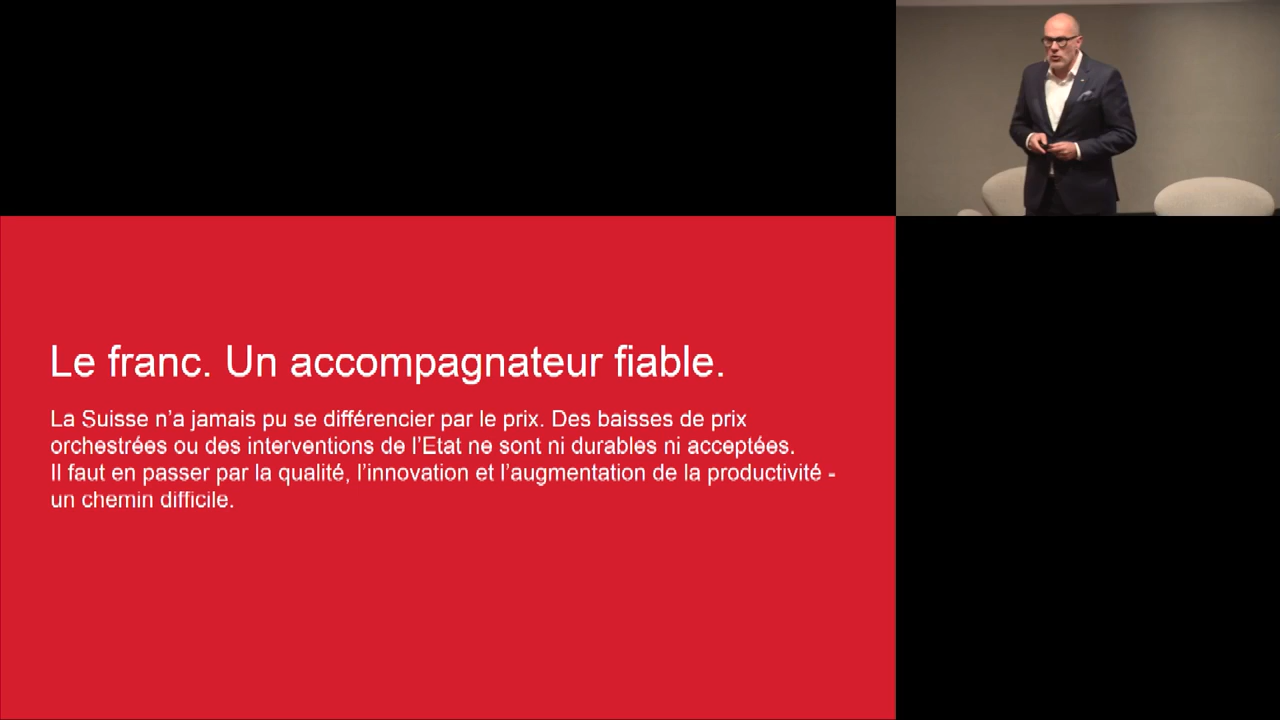 Le franc. Un accompagnateur fiable.
La Suisse n’a jamais pu se différencier par le prix. Des baisses de prix
orchestrées ou des interventions de l’Etat ne sont ni durables ni acceptées.
Il faut en passer par la qualité, l’innovation et l’augmentation de la productivité -
un chemin difficile.